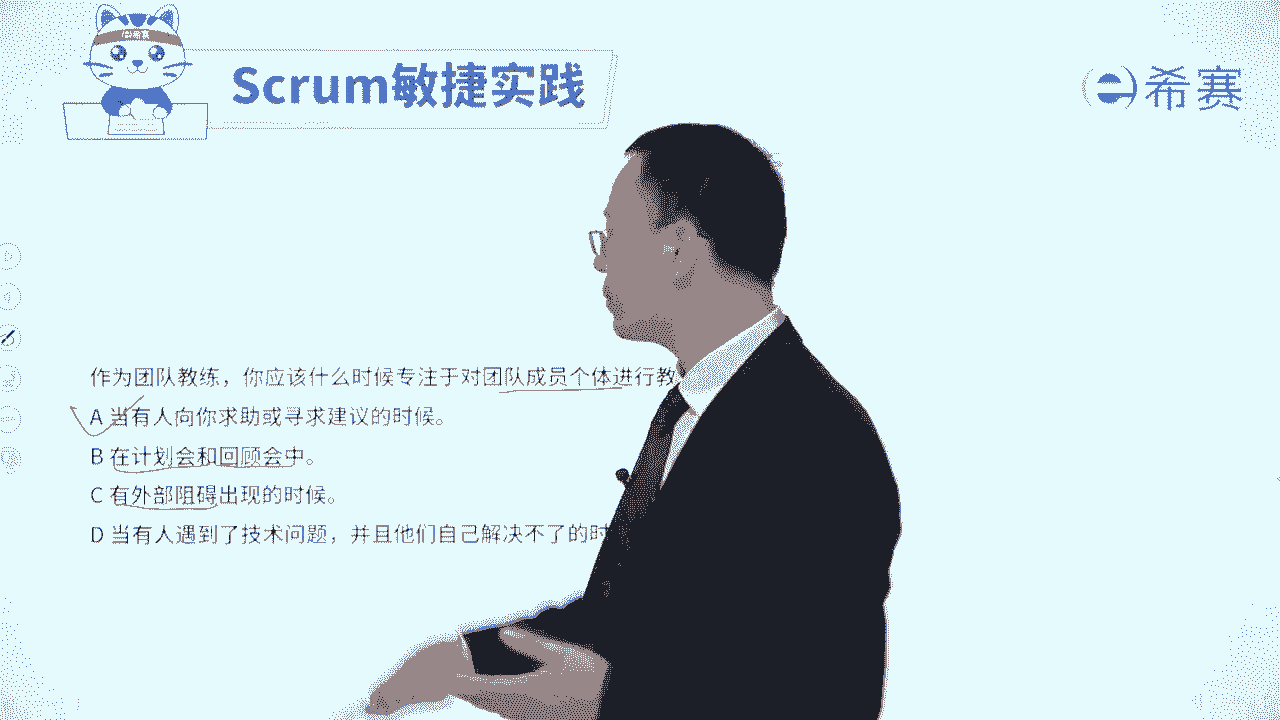 希赛
Scrum敏捷实践
希赛
作为团队教练，你应该什么时候专注于对团队成员个体进行教
A 当有人向你求助或寻求建议的时候。
B 在计划会和回顾会中。
C 有外部阻碍出现的时候。
D 当有人遇到了技术问题，并且他们自己解决不了的时